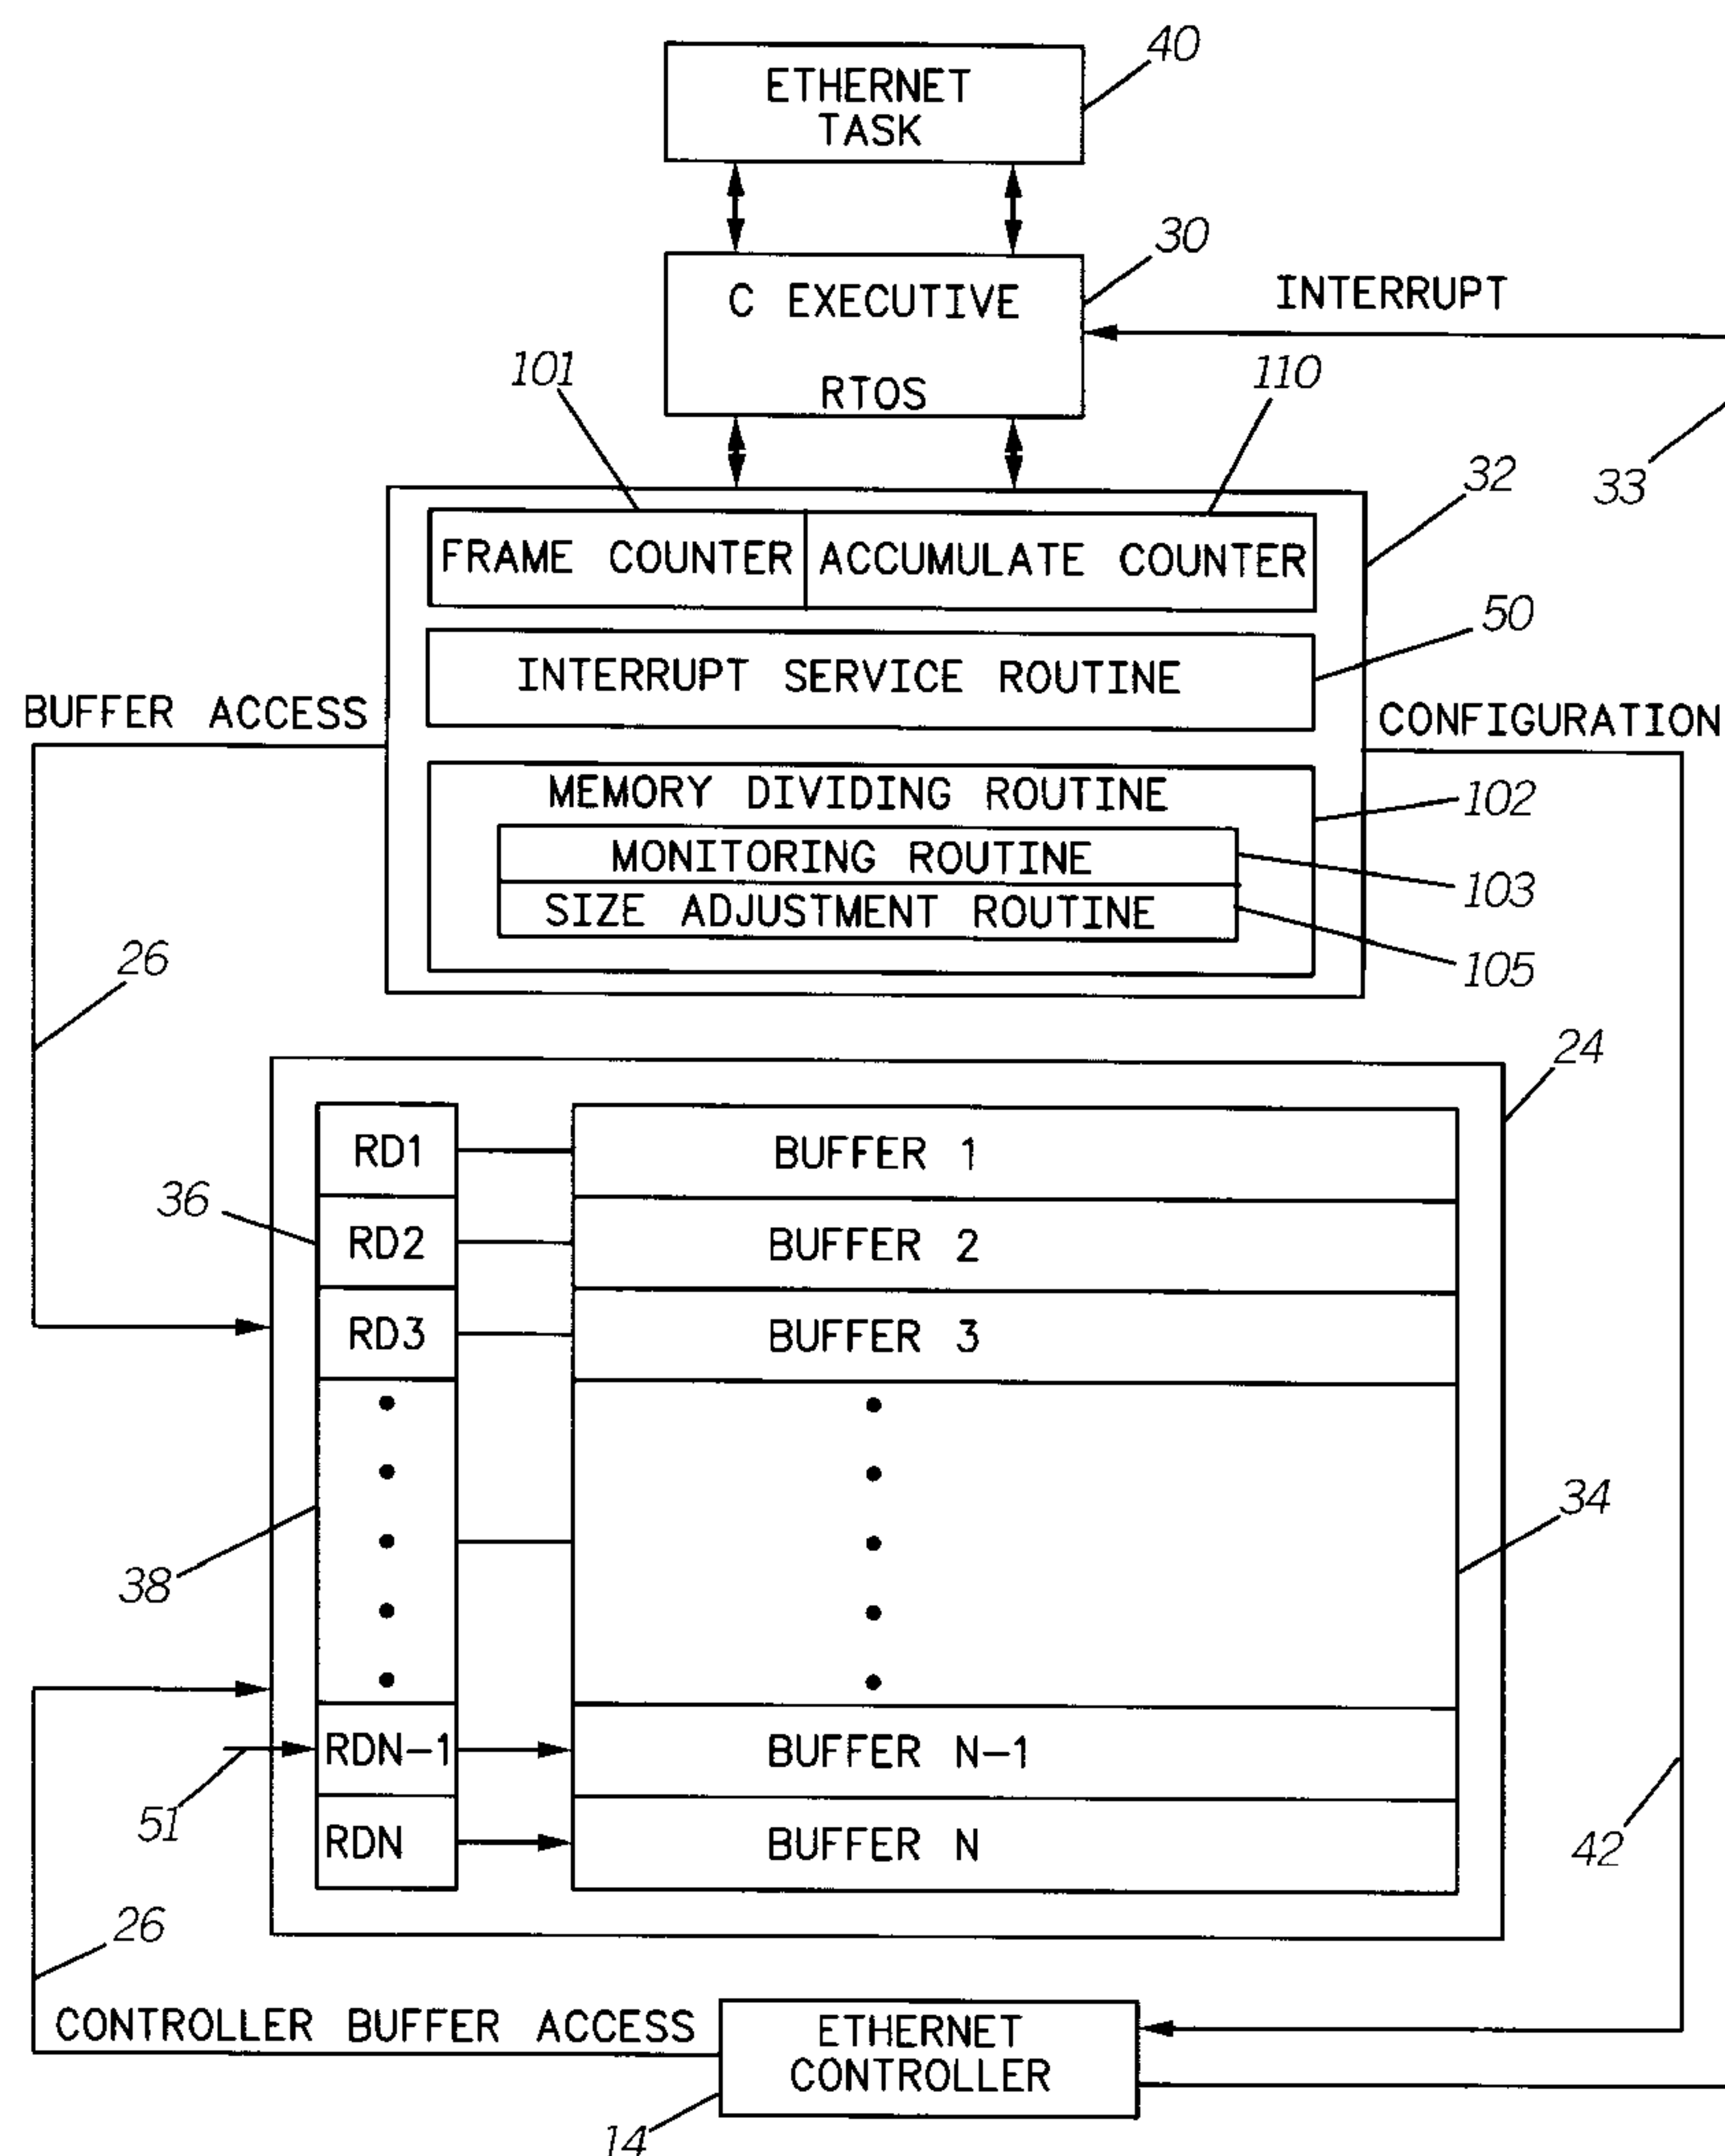 40
ETHERNET
TASK
30
C EXECUTIVE
INTERRUPT
RTOS
101
110
33
32
FRAME COUNTER
ACCUMULATE COUNTER
50
INTERRUPT SERVICE ROUTINE
BUFFER ACCESS
CONFIGURATION
MEMORY DIVIDING ROUTINE
102
MONITORING ROUTINE
103
SIZE ADJUSTMENT ROUTINE
105
26
24
RD1
BUFFER 1
36
RD2
BUFFER 2
RD3
BUFFER 3
34
38
RDN-1
BUFFER N-1
51
RDN
BUFFER N
42
26
CONTROLLER BUFFER ACCESS
ETHERNET
CONTROLLER
14